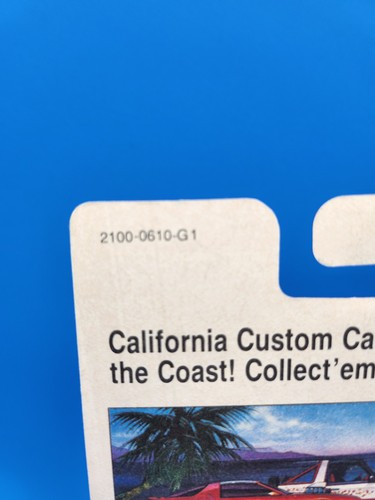 2100-0610-G1
California Custom Ca
the Coast! Collect'em